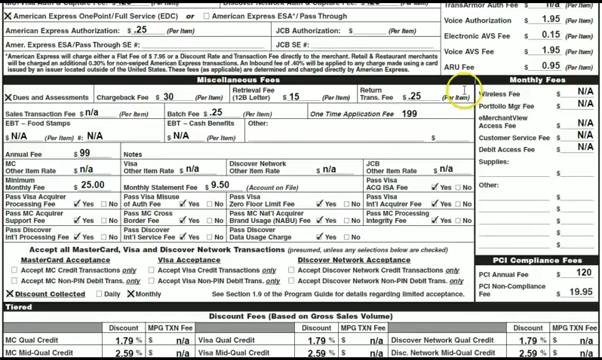 TransArmor Auth Fee $ n/a
X American Express OnePoint/Full Service (EDC) or American Express ESA*/ Pass Through
Voice Authorization $ 1.95
American Express Authorization: $ .25 (Per Item) JCB Authorization: $ (Per Item)
Electronic AVS Fee $ 0.15
Amer. Express ESA/Pass Through SE #: JCB SE #:
Voice AVS Fee $ 1.95
*American Express will charge either a Flat Fee of $ 7.95 or a Discount Rate and Transaction Fee directly to the merchant. Retail & Restaurant merchants
will be charged an additional 0.30% for non-swiped American Express transactions. An inbound fee of .40% will be applied to any charge made using a card
issued by an issuer located outside of the United States. These fees (as applicable) are determined and charged directly by American Express.
ARU Fee $ 0.95
Miscellaneous Fees
Monthly Fees
X Dues and Assessments Chargeback Fee $ 30 (Per Item) Retrieval Fee (12B Letter) $ 15 (Per Item) Return Trans. Fee $ .25 (Per Item)
Wireless Fee $ N/A
Portfolio Mgr Fee $ N/A
Sales Transaction Fee $ n/a (Per Item) Batch Fee $ .25 (Per Item) One Time Application Fee 199
eMerchantView
Access Fee $ N/A
EBT – Food Stamps EBT – Cash Benefits Other:
$ N/A (Per Item) #: N/A $ N/A (Per Item) $
Customer Service Fee $ N/A
Debit Access Fee $ N/A
Annual Fee $ 99 Notes
Supplies:
MC Other Item Rate $ n/a Visa Other Item Rate $ n/a Discover Network Other Item Rate $ n/a JCB Other Item Rate $ n/a
Minimum Monthly Fee $ 25.00 Monthly Statement Fee $ 9.50 (Account on File) Pass Visa ACQ ISA Fee ✓ Yes No
Other:
Pass Visa Acquirer Processing Fee ✓ Yes No Pass Visa Misuse of Auth Fee ✓ Yes No Pass Visa Zero Floor Limit Fee ✓ Yes No Pass Visa Int'l Acquirer Fee ✓ Yes No
Pass MC Acquirer Support Fee ✓ Yes No Pass MC Cross Border Fee ✓ Yes No Pass MC Nat'l Acquirer Brand Usage (NABU) Fee ✓ Yes No Pass MC Processing Integrity Fee ✓ Yes No
Pass Discover Int'l Processing Fee ✓ Yes No Pass Discover Int'l Service Fee ✓ Yes No Pass Discover Data Usage Charge ✓ Yes No
Accept all MasterCard, Visa and Discover Network Transactions (presumed, unless any selections below are checked)
MasterCard Acceptance Visa Acceptance Discover Network Acceptance
PCI Compliance Fees
Accept MC Credit Transactions only Accept Visa Credit Transactions only Accept Discover Network Credit Transactions only
PCI Annual Fee $ 120
Accept MC Non-PIN Debit Trans. only Accept Visa Non-PIN Debit Trans. only Accept Discover Network Non-PIN Debit Trans. only
PCI Non-Compliance
Fee $ 19.95
X Discount Collected Daily X Monthly See Section 1.9 of the Program Guide for details regarding limited acceptance.
Tiered
Discount Fees (Based on Gross Sales Volume)
Discount MPG TXN Fee Discount MPG TXN Fee Discount MPG TXN Fee
MC Qual Credit 1.79 % $ n/a Visa Qual Credit 1.79 % $ n/a Discover Network Qual Credit 1.79 % $ n/a
MC Mid-Qual Credit 2.59 % $ n/a Visa Mid-Qual Credit 2.59 % $ n/a Disc. Network Mid-Qual Credit 2.59 % $ n/a